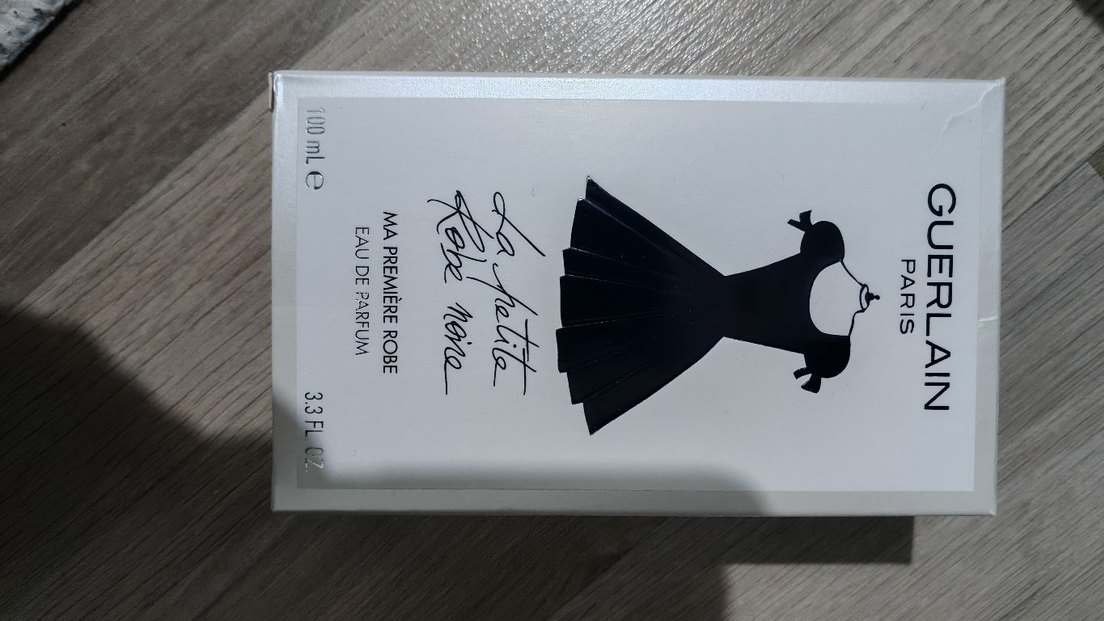 GUERLAIN
PARIS
La petite
Robe noire
MA PREMIÈRE ROBE
EAU DE PARFUM
100 mL ℮
3.3 FL. OZ.